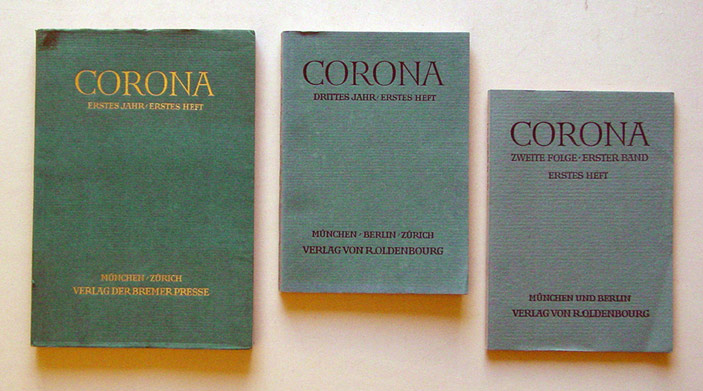 CORONA
ERSTES JAHR · ERSTES HEFT
MÜNCHEN · ZÜRICH
VERLAG DER BREMER PRESSE
CORONA
DRITTES JAHR · ERSTES HEFT
MÜNCHEN · BERLIN · ZÜRICH
VERLAG VON R.OLDENBOURG
CORONA
ZWEITE FOLGE · ERSTER BAND
ERSTES HEFT
MÜNCHEN UND BERLIN
VERLAG VON R.OLDENBOURG